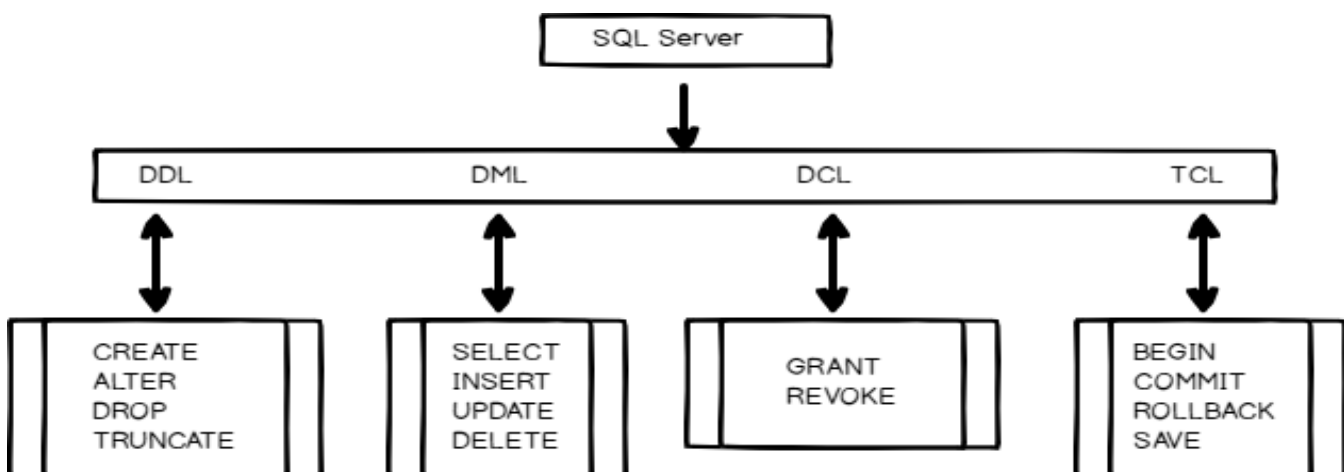 SQL Server
DDL DML DCL TCL
CREATE
ALTER
DROP
TRUNCATE
SELECT
INSERT
UPDATE
DELETE
GRANT
REVOKE
BEGIN
COMMIT
ROLLBACK
SAVE